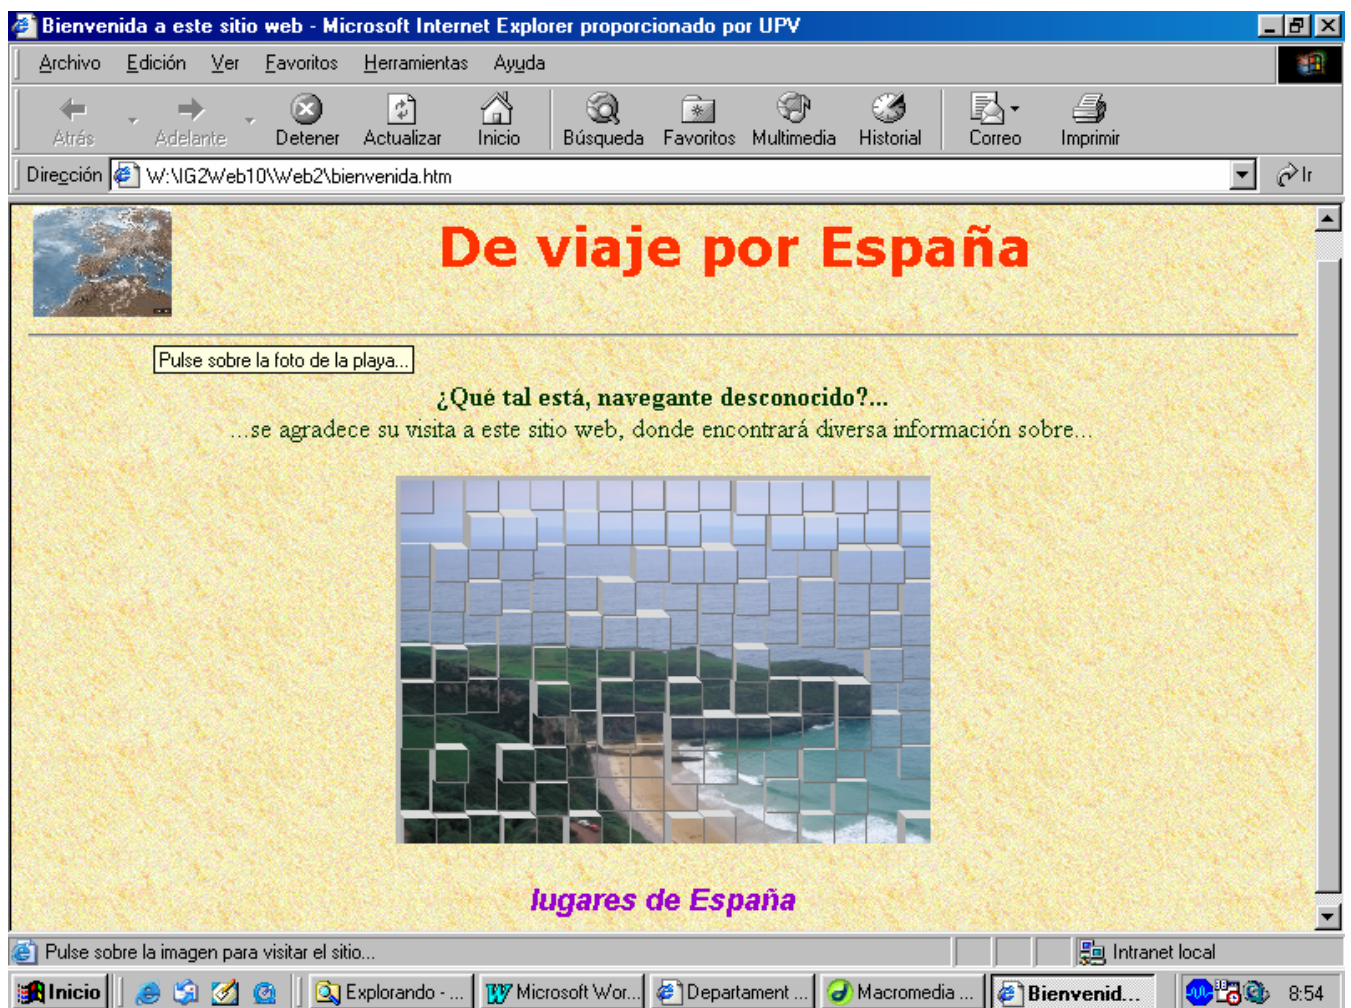 Bienvenida a este sitio web - Microsoft Internet Explorer proporcionado por UPV
Archivo Edición Ver Favoritos Herramientas Ayuda
Atrás Adelante Detener Actualizar Inicio Búsqueda Favoritos Multimedia Historial Correo Imprimir
Dirección W:\IG2Web10\Web2\bienvenida.htm Ir
De viaje por España
Pulse sobre la foto de la playa...
¿Qué tal está, navegante desconocido?...
...se agradece su visita a este sitio web, donde encontrará diversa información sobre...
lugares de España
Pulse sobre la imagen para visitar el sitio... Intranet local
Inicio Explorando - ... Microsoft Wor... Departament ... Macromedia ... Bienvenid... 8:54